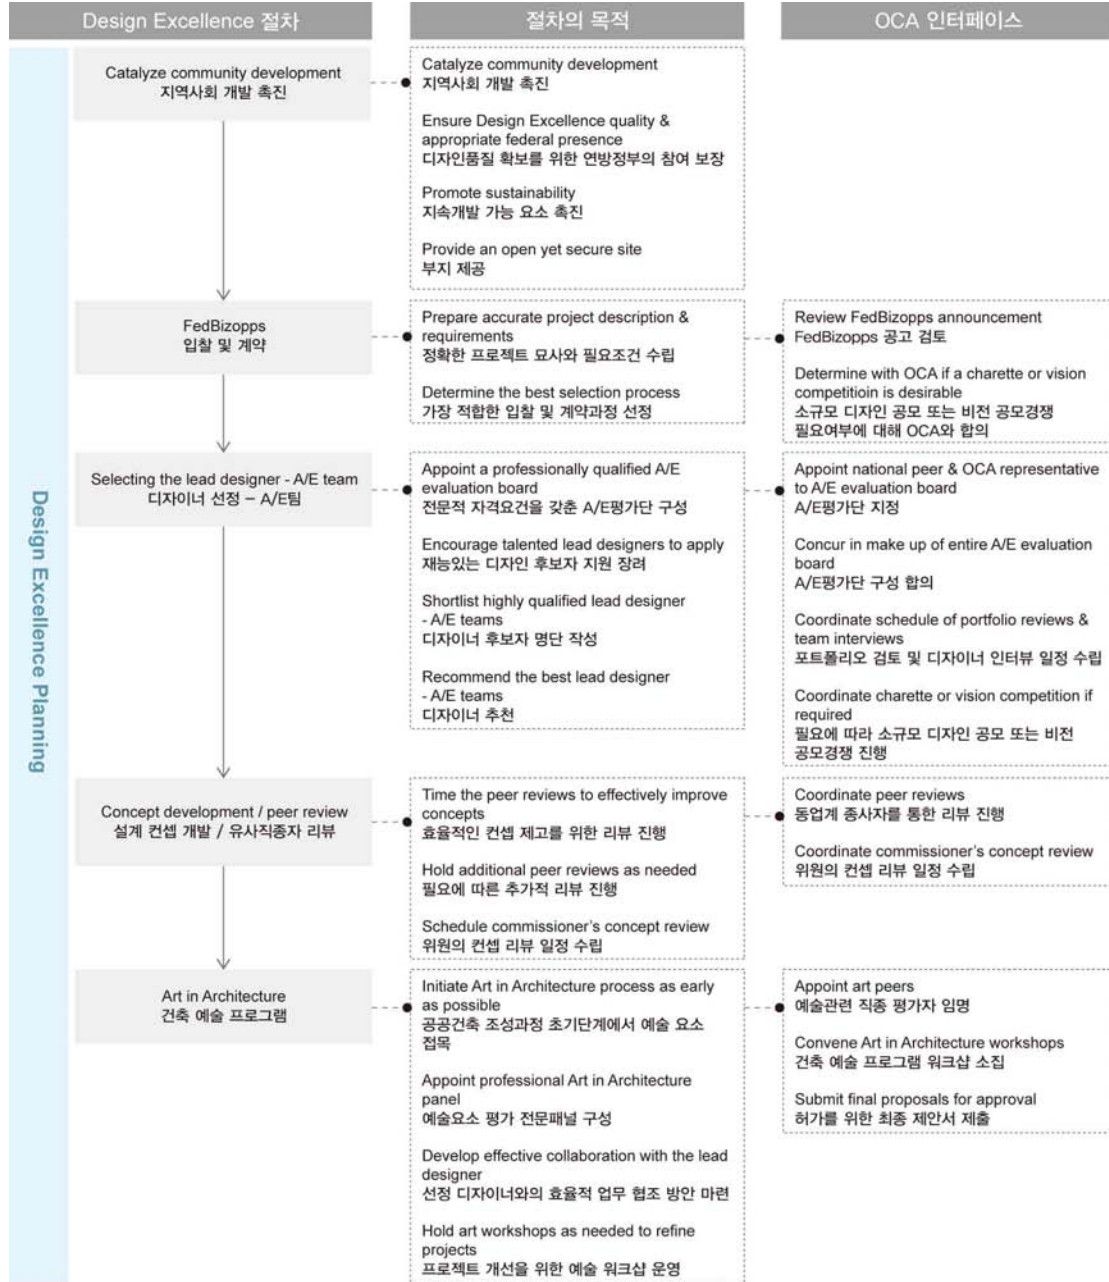 Design Excellence 절차
절차의 목적
OCA 인터페이스
Design Excellence Planning
Catalyze community development
지역사회 개발 촉진
Catalyze community development
지역사회 개발 촉진
Ensure Design Excellence quality &
appropriate federal presence
디자인품질 확보를 위한 연방정부의 참여 보장
Promote sustainability
지속개발 가능 요소 촉진
Provide an open yet secure site
부지 제공
FedBizopps
입찰 및 계약
Prepare accurate project description &
requirements
정확한 프로젝트 묘사와 필요조건 수립
Determine the best selection process
가장 적합한 입찰 및 계약과정 선정
Review FedBizopps announcement
FedBizopps 공고 검토
Determine with OCA if a charette or vision
competitioin is desirable
소규모 디자인 공모 또는 비전 공모경쟁
필요여부에 대해 OCA와 합의
Selecting the lead designer - A/E team
디자이너 선정 – A/E팀
Appoint a professionally qualified A/E
evaluation board
전문적 자격요건을 갖춘 A/E평가단 구성
Encourage talented lead designers to apply
재능있는 디자인 후보자 지원 장려
Shortlist highly qualified lead designer
- A/E teams
디자이너 후보자 명단 작성
Recommend the best lead designer
- A/E teams
디자이너 추천
Appoint national peer & OCA representative
to A/E evaluation board
A/E평가단 지정
Concur in make up of entire A/E evaluation
board
A/E평가단 구성 합의
Coordinate schedule of portfolio reviews &
team interviews
포트폴리오 검토 및 디자이너 인터뷰 일정 수립
Coordinate charette or vision competition if
required
필요에 따라 소규모 디자인 공모 또는 비전
공모경쟁 진행
Concept development / peer review
설계 컨셉 개발 / 유사직종자 리뷰
Time the peer reviews to effectively improve
concepts
효율적인 컨셉 제고를 위한 리뷰 진행
Hold additional peer reviews as needed
필요에 따른 추가적 리뷰 진행
Schedule commissioner's concept review
위원의 컨셉 리뷰 일정 수립
Coordinate peer reviews
동업계 종사자를 통한 리뷰 진행
Coordinate commissioner's concept review
위원의 컨셉 리뷰 일정 수립
Art in Architecture
건축 예술 프로그램
Initiate Art in Architecture process as early
as possible
공공건축 조성과정 초기단계에서 예술 요소
접목
Appoint professional Art in Architecture
panel
예술요소 평가 전문패널 구성
Develop effective collaboration with the lead
designer
선정 디자이너와의 효율적 업무 협조 방안 마련
Hold art workshops as needed to refine
projects
프로젝트 개선을 위한 예술 워크샵 운영
Appoint art peers
예술관련 직종 평가자 임명
Convene Art in Architecture workshops
건축 예술 프로그램 워크샵 소집
Submit final proposals for approval
허가를 위한 최종 제안서 제출